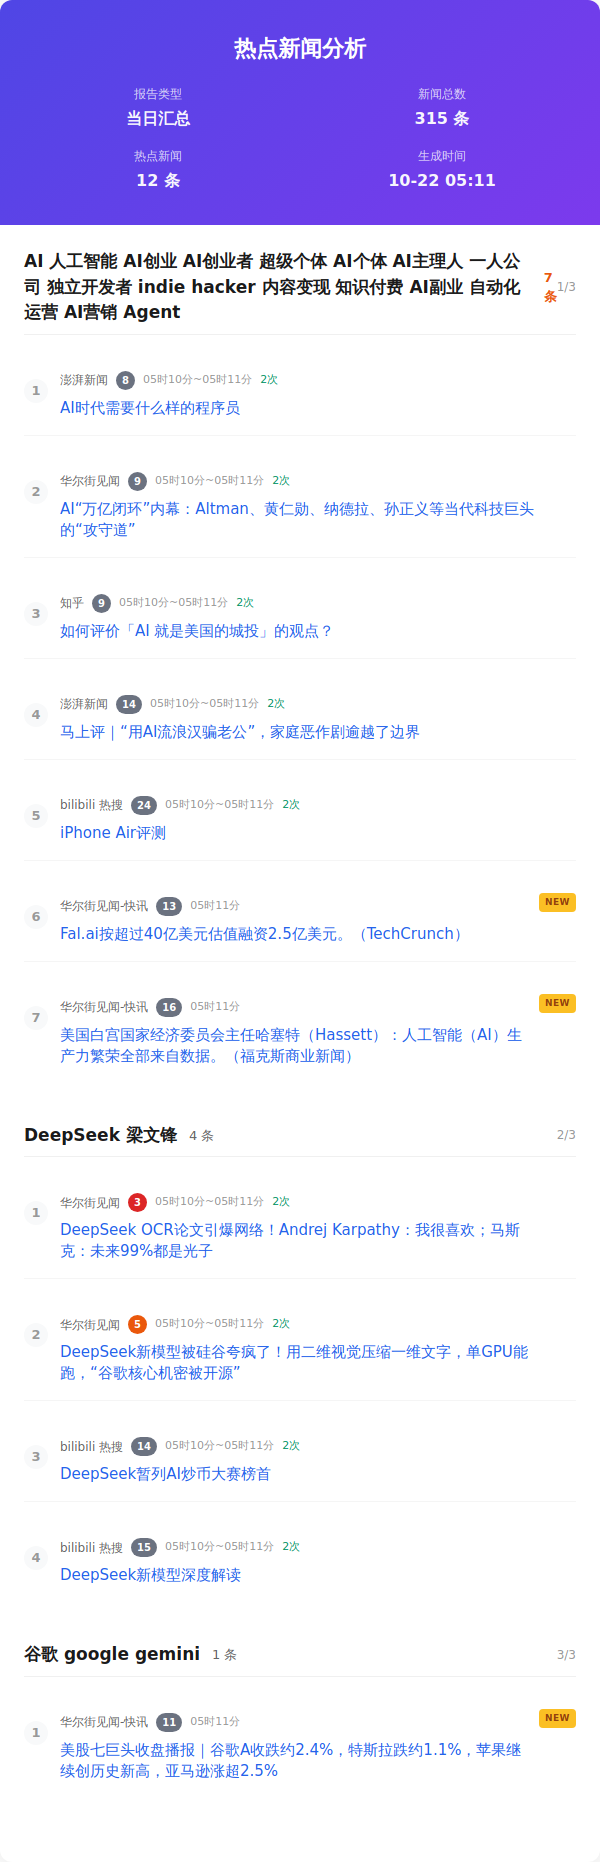 热点新闻分析
报告类型
新闻总数
当日汇总
315 条
热点新闻
生成时间
12 条
10-22 05:11
AI 人工智能 AI创业 AI创业者 超级个体 AI个体 AI主理人 一人公
司 独立开发者 indie hacker 内容变现 知识付费 AI副业 自动化
运营 AI营销 Agent
7
条
1/3
1
澎湃新闻 8 05时10分~05时11分 2次
AI时代需要什么样的程序员
2
华尔街见闻 9 05时10分~05时11分 2次
AI“万亿闭环”内幕：Altman、黄仁勋、纳德拉、孙正义等当代科技巨头
的“攻守道”
3
知乎 9 05时10分~05时11分 2次
如何评价「AI 就是美国的城投」的观点？
4
澎湃新闻 14 05时10分~05时11分 2次
马上评｜“用AI流浪汉骗老公”，家庭恶作剧逾越了边界
5
bilibili 热搜 24 05时10分~05时11分 2次
iPhone Air评测
6
华尔街见闻-快讯 13 05时11分
NEW
Fal.ai按超过40亿美元估值融资2.5亿美元。（TechCrunch）
7
华尔街见闻-快讯 16 05时11分
NEW
美国白宫国家经济委员会主任哈塞特（Hassett）：人工智能（AI）生
产力繁荣全部来自数据。（福克斯商业新闻）
DeepSeek 梁文锋 4 条
2/3
1
华尔街见闻 3 05时10分~05时11分 2次
DeepSeek OCR论文引爆网络！Andrej Karpathy：我很喜欢；马斯
克：未来99%都是光子
2
华尔街见闻 5 05时10分~05时11分 2次
DeepSeek新模型被硅谷夸疯了！用二维视觉压缩一维文字，单GPU能
跑，“谷歌核心机密被开源”
3
bilibili 热搜 14 05时10分~05时11分 2次
DeepSeek暂列AI炒币大赛榜首
4
bilibili 热搜 15 05时10分~05时11分 2次
DeepSeek新模型深度解读
谷歌 google gemini 1 条
3/3
1
华尔街见闻-快讯 11 05时11分
NEW
美股七巨头收盘播报｜谷歌A收跌约2.4%，特斯拉跌约1.1%，苹果继
续创历史新高，亚马逊涨超2.5%